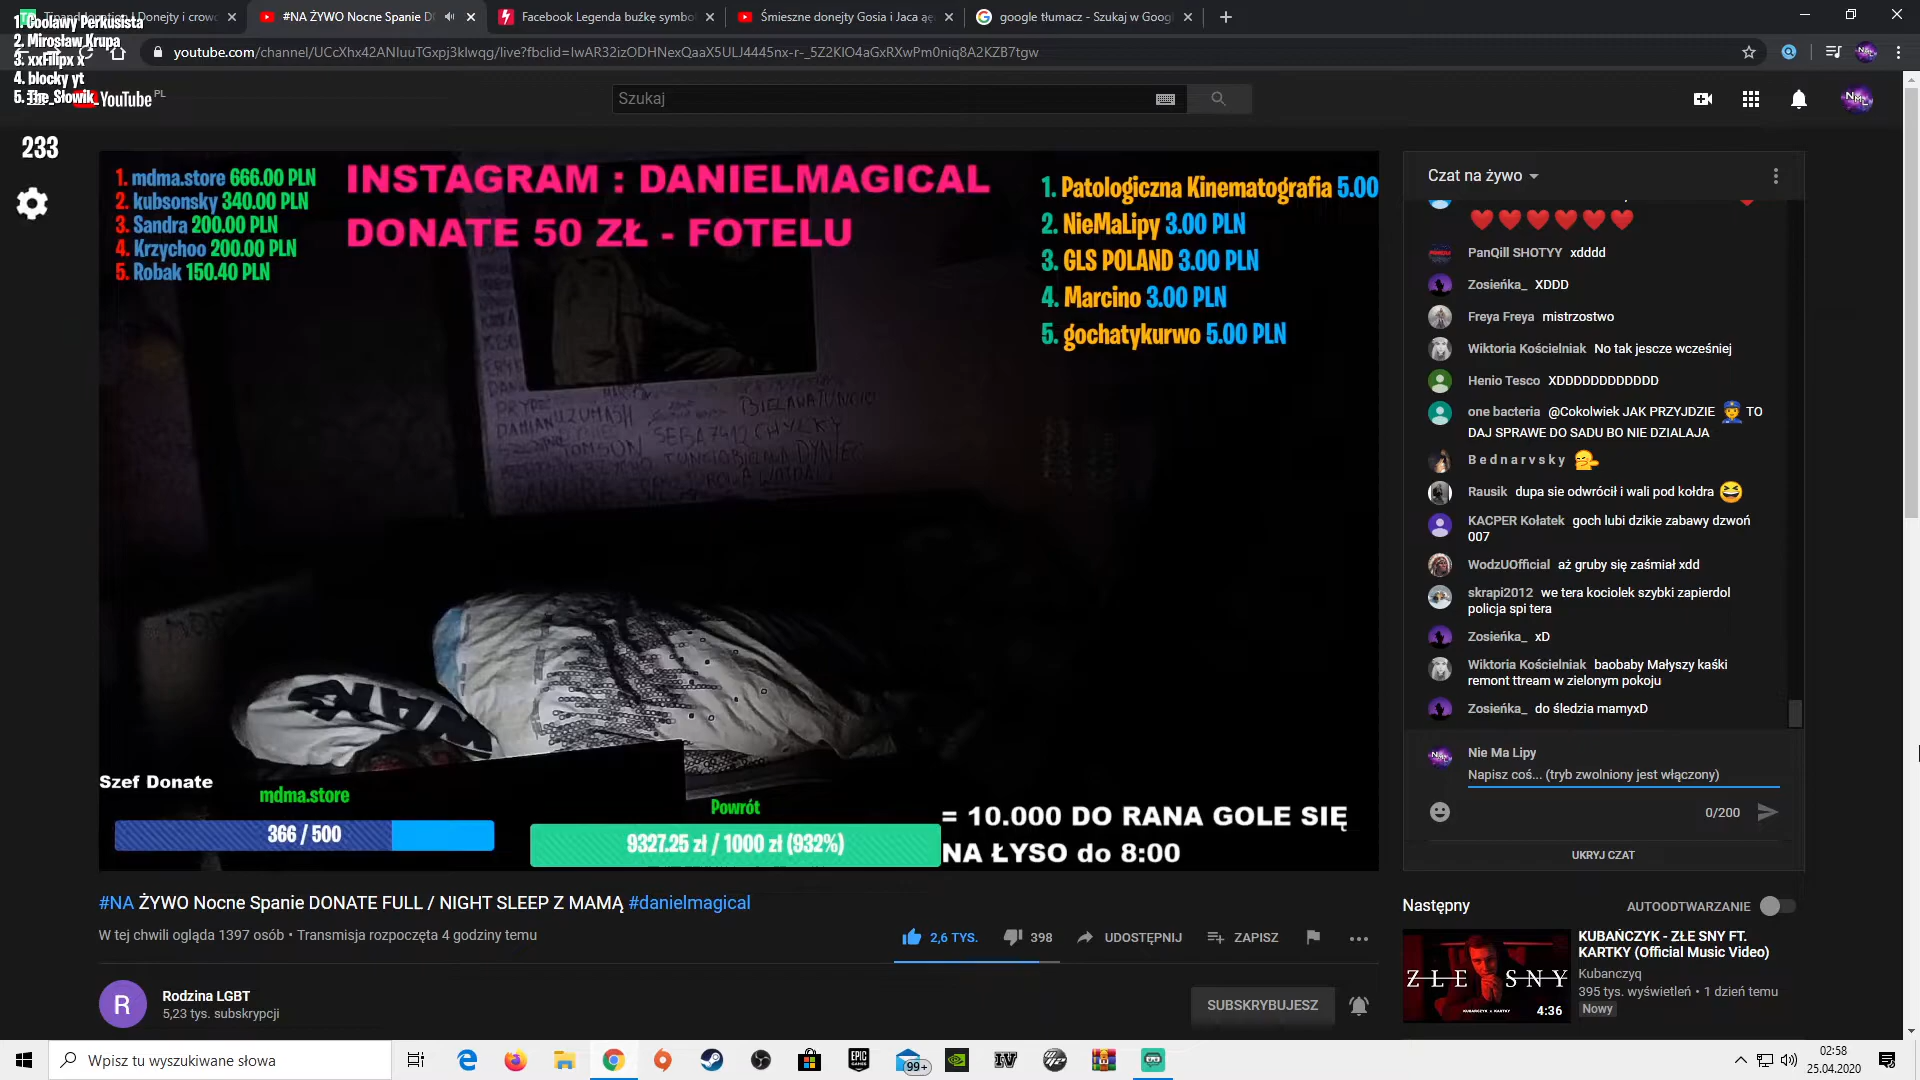 1. Coolawy Perkusista
2. Mirosław Krupa
3. xxFilipx x
4. blocky yt
5. The_Słowik_
#NA ŻYWO Nocne Spanie D
Facebook Legenda buźkę symbo
Śmieszne donejty Gosia i Jaca
google tłumacz - Szukaj w Goog
youtube.com/channel/UCcXhx42ANIuuTGxpj3klwqg/live?fbclid=IwAR32izODHNexQaaX5ULJ4445nx-r-_5Z2KlO4aGxRXwPm0niq8A2KZB7tgw
YouTube PL
Szukaj
233
1. mdma.store 666.00 PLN
2. kubsonsky 340.00 PLN
3. Sandra 200.00 PLN
4. Krzychoo 200.00 PLN
5. Robak 150.40 PLN
INSTAGRAM : DANIELMAGICAL
DONATE 50 ZŁ - FOTELU
1. Patologiczna Kinematografia 5.00
2. NieMaLipy 3.00 PLN
3. GLS POLAND 3.00 PLN
4. Marcino 3.00 PLN
5. gochatykurwo 5.00 PLN
TOMSON SEBA7412 CHYLKY
Szef Donate
mdma.store
366 / 500
Powrót
9327.25 zł / 1000 zł (932%)
= 10.000 DO RANA GOLE SIĘ
NA ŁYSO do 8:00
Czat na żywo
❤️❤️❤️❤️❤️❤️
PanQill SHOTYY xdddd
Zosieńka_ XDDD
Freya Freya mistrzostwo
Wiktoria Kościelniak No tak jescze wcześniej
Henio Tesco XDDDDDDDDDDDD
one bacteria @Cokolwiek JAK PRZYJDZIE 👮 TO
DAJ SPRAWE DO SADU BO NIE DZIALAJA
B e d n a r v s k y
Rausik dupa sie odwrócił i wali pod kołdra 😆
KACPER Kołatek goch lubi dzikie zabawy dzwoń
007
WodzUOfficial aż gruby się zaśmiał xdd
skrapi2012 we tera kociolek szybki zapierdol
policja spi tera
Zosieńka_ xD
Wiktoria Kościelniak baobaby Małyszy kaśki
remont ttream w zielonym pokoju
Zosieńka_ do śledzia mamyxD
Nie Ma Lipy
Napisz coś... (tryb zwolniony jest włączony)
0/200
UKRYJ CZAT
#NA ŻYWO Nocne Spanie DONATE FULL / NIGHT SLEEP Z MAMĄ #danielmagical
W tej chwili ogląda 1397 osób • Transmisja rozpoczęta 4 godziny temu
2,6 TYS.
398
UDOSTĘPNIJ
ZAPISZ
R
Rodzina LGBT
5,23 tys. subskrypcji
SUBSKRYBUJESZ
Następny
AUTOODTWARZANIE
ZŁE SNY
4:36
KUBAŃCZYK - ZŁE SNY FT.
KARTKY (Official Music Video)
Kubanczyq
395 tys. wyświetleń • 1 dzień temu
Nowy
Wpisz tu wyszukiwane słowa
EPIC GAMES
99+
IV
02:58
25.04.2020